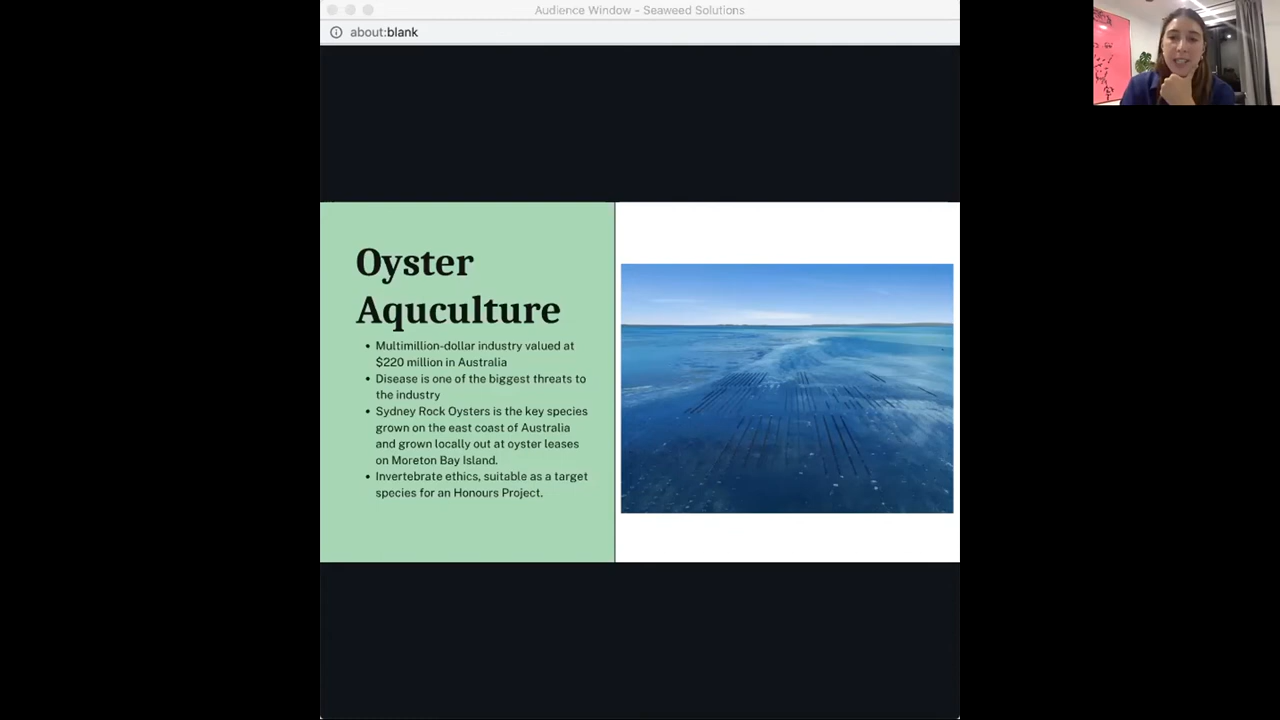 Audience Window - Seaweed Solutions
about:blank
Oyster
Aquculture
• Multimillion-dollar industry valued at
$220 million in Australia
• Disease is one of the biggest threats to
the industry
• Sydney Rock Oysters is the key species
grown on the east coast of Australia
and grown locally out at oyster leases
on Moreton Bay Island.
• Invertebrate ethics, suitable as a target
species for an Honours Project.